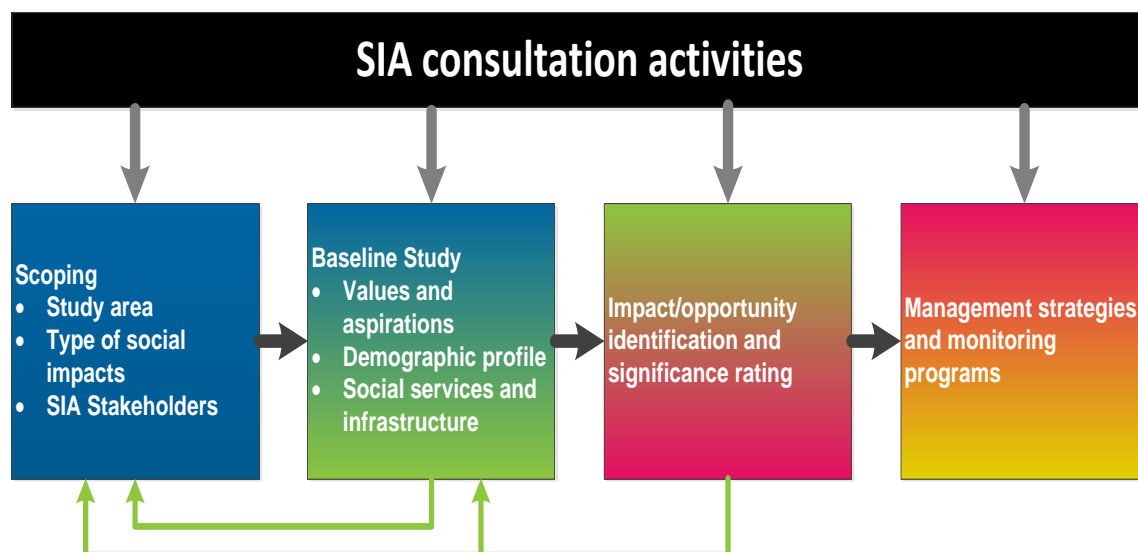 SIA consultation activities
Scoping
• Study area
• Type of social
impacts
• SIA Stakeholders
Baseline Study
• Values and
aspirations
• Demographic profile
• Social services and
infrastructure
Impact/opportunity
identification and
significance rating
Management strategies
and monitoring
programs